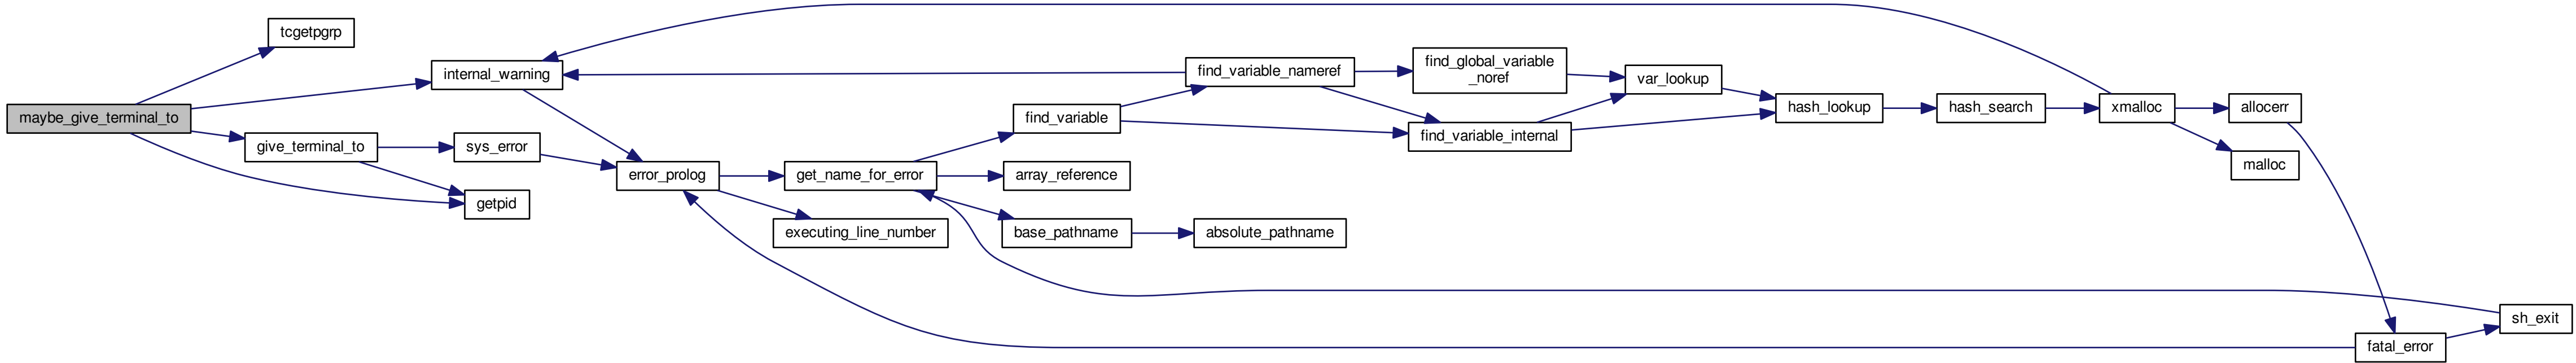 maybe_give_terminal_to
tcgetpgrp
internal_warning
give_terminal_to
sys_error
getpid
error_prolog
get_name_for_error
executing_line_number
find_variable
array_reference
base_pathname
absolute_pathname
find_variable_nameref
find_global_variable
_noref
find_variable_internal
var_lookup
hash_lookup
hash_search
xmalloc
allocerr
malloc
fatal_error
sh_exit